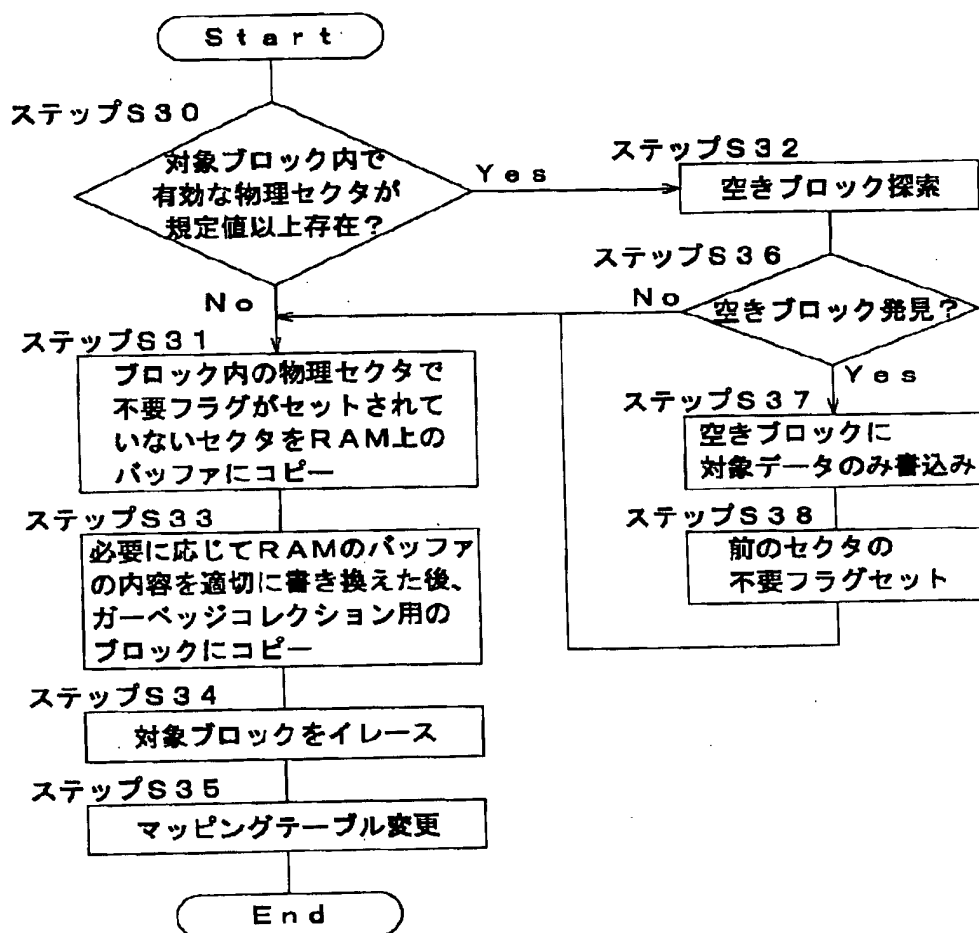 Start
ステップS30
対象ブロック内で
有効な物理セクタが
規定値以上存在？
Yes
No
ステップS32
空きブロック探索
ステップS36
空きブロック発見？
No
Yes
ステップS31
ブロック内の物理セクタで
不要フラグがセットされて
いないセクタをRAM上の
バッファにコピー
ステップS37
空きブロックに
対象データのみ書込み
ステップS38
前のセクタの
不要フラグセット
ステップS33
必要に応じてRAMのバッファ
の内容を適切に書き換えた後、
ガーベッジコレクション用の
ブロックにコピー
ステップS34
対象ブロックをイレース
ステップS35
マッピングテーブル変更
End